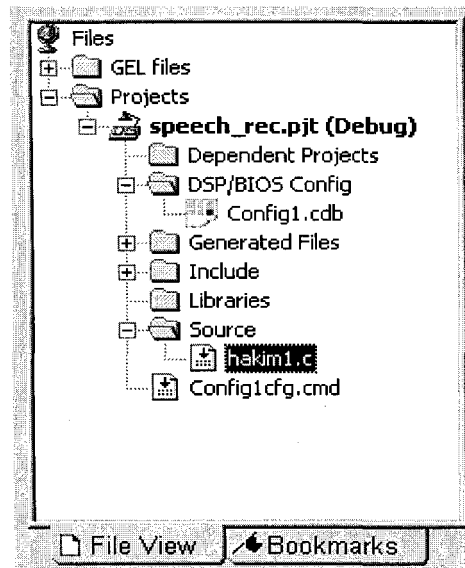 Files
GEL files
Projects
speech_rec.pjt (Debug)
Dependent Projects
DSP/BIOS Config
Config1.cdb
Generated Files
Include
Libraries
Source
hakim1.c
Config1cfg.cmd
File View Bookmarks